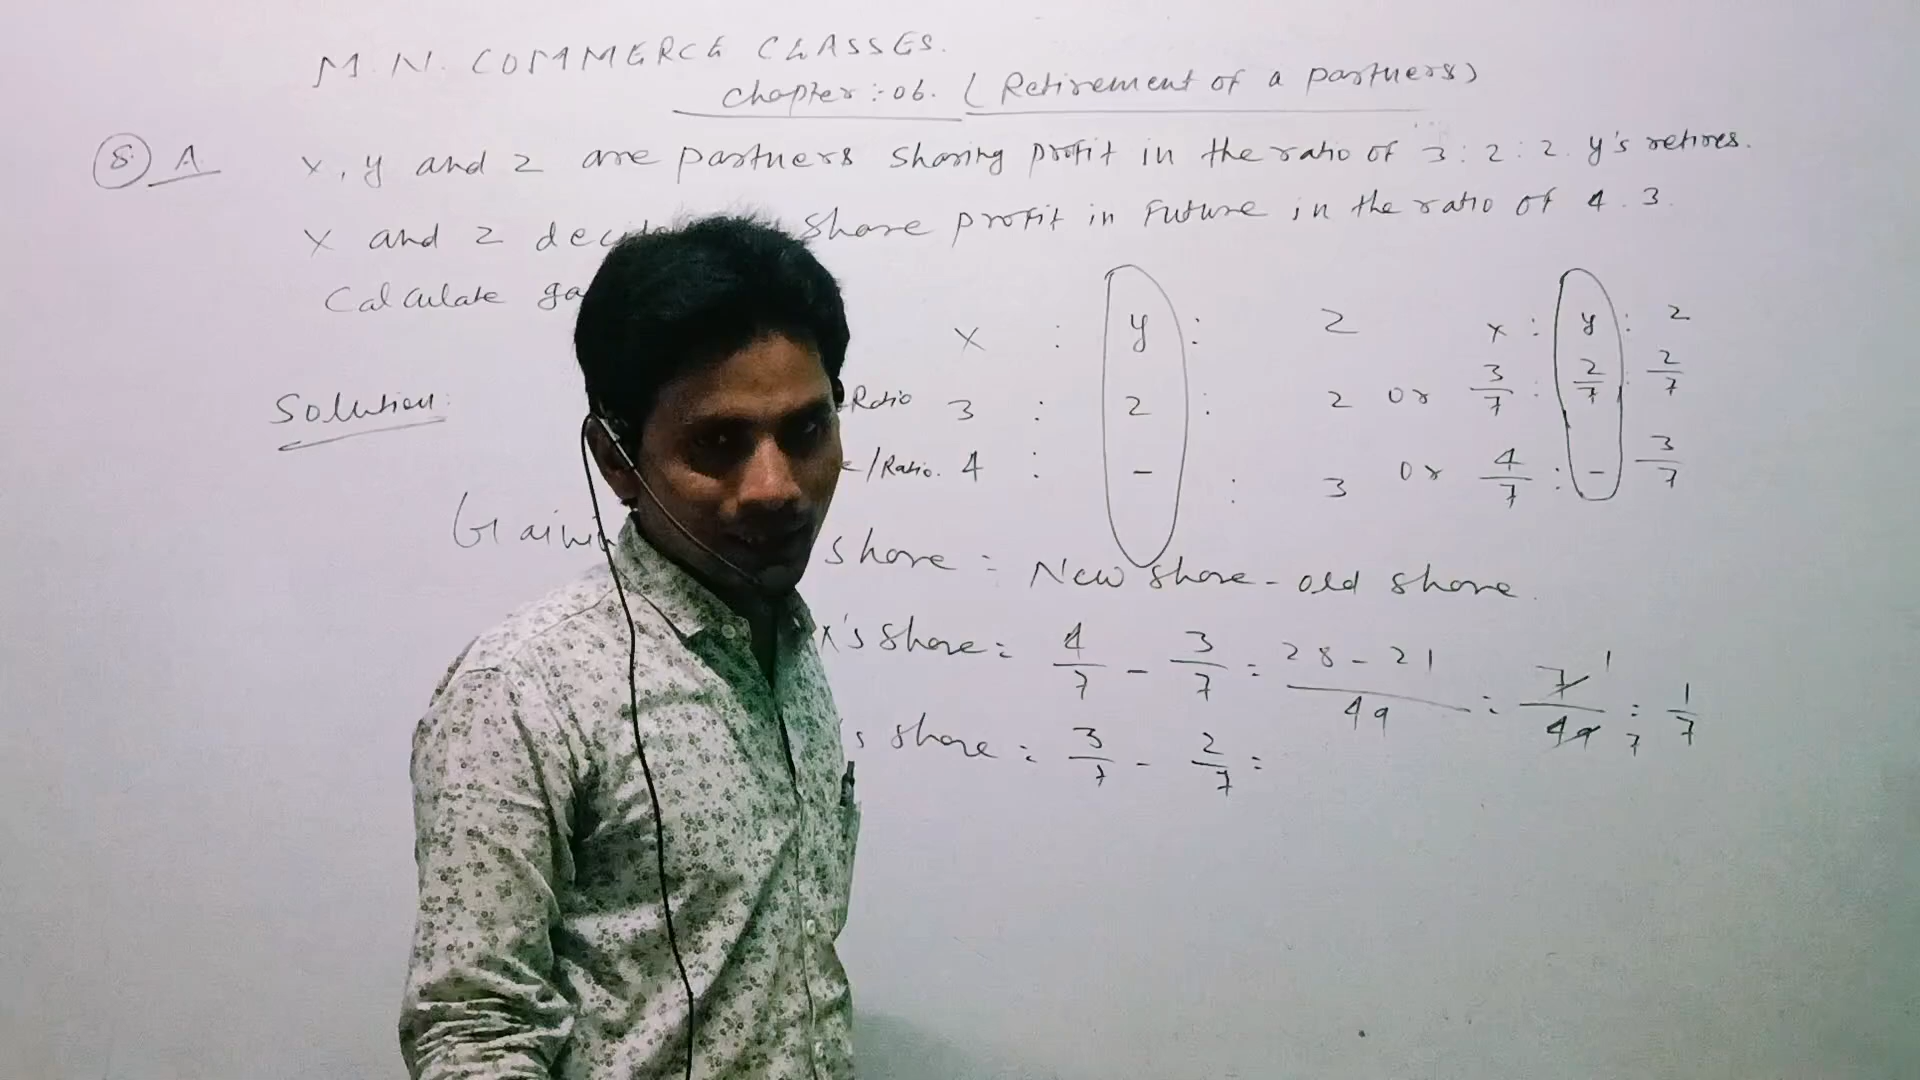 M. N. COMMERCE CLASSES.
Chapter :- 06. (Retirement of a partners)
8. A X, y and z are partners sharing profit in the ratio of 3 : 2 : 2. y's retires.
X and z share profit in Future in the ratio of 4 : 3.
Calculate
X : y : z x : y : z
Solution:
Ratio 3 : 2 : 2 or 3/7 : 2/7 : 2/7
/Ratio. 4 : - : 3 or 4/7 : - 3/7
share = New share - old share.
X's share = 4/7 - 3/7 = 28 - 21 / 49 = 7/49 1 7 = 1/7
's share = 3/7 - 2/7 =